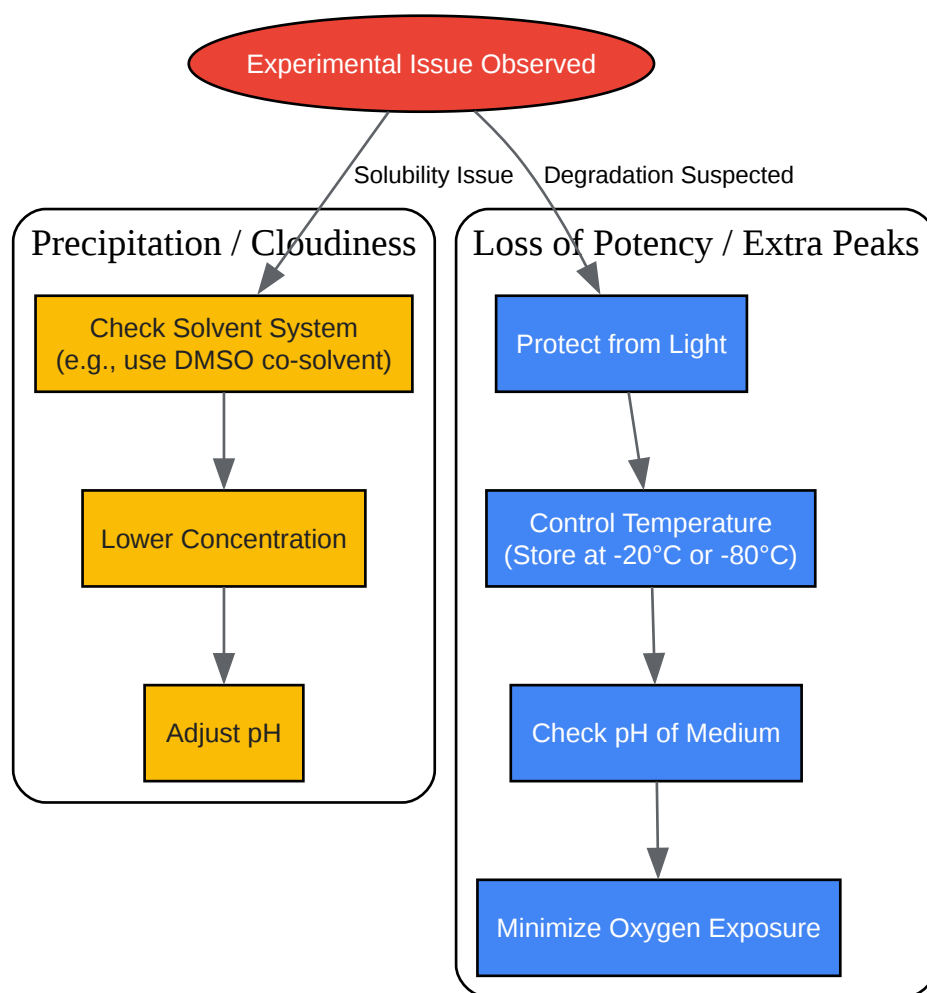 Experimental Issue Observed
Solubility Issue
Degradation Suspected
Precipitation / Cloudiness
Check Solvent System
(e.g., use DMSO co-solvent)
Lower Concentration
Adjust pH
Loss of Potency / Extra Peaks
Protect from Light
Control Temperature
(Store at -20°C or -80°C)
Check pH of Medium
Minimize Oxygen Exposure